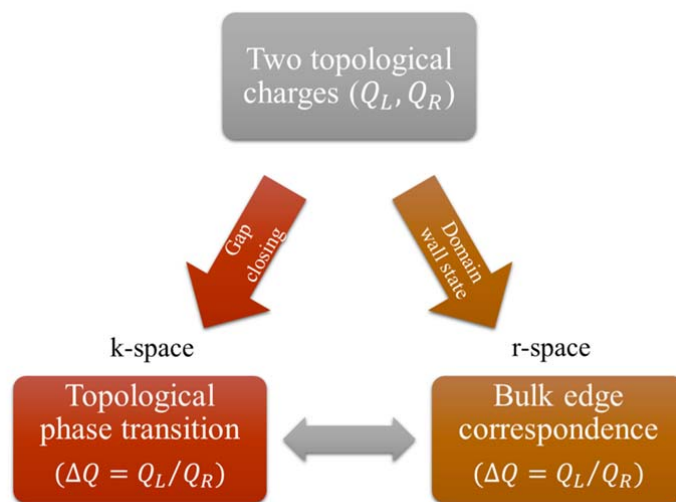 Two topological
charges (Q_L, Q_R)
Gap
closing
Domain
wall state
k-space
r-space
Topological
phase transition
(ΔQ = Q_L/Q_R)
Bulk edge
correspondence
(ΔQ = Q_L/Q_R)